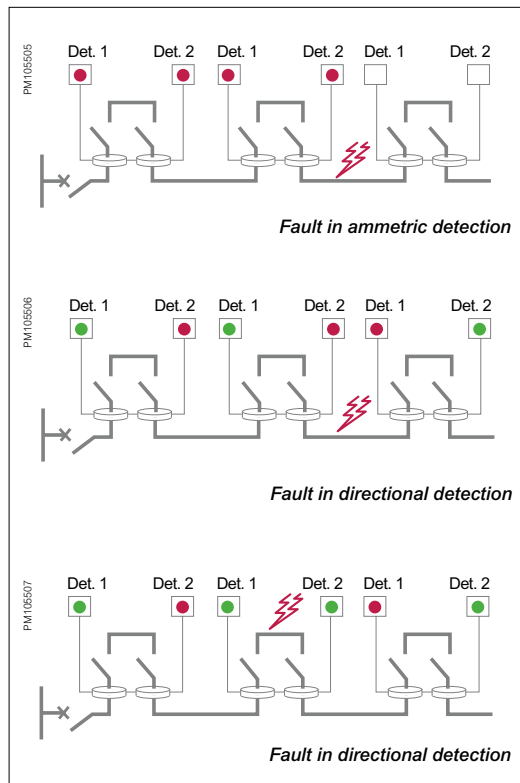 PM105505
Det. 1 Det. 2 Det. 1 Det. 2 Det. 1 Det. 2
Fault in ammetric detection
PM105506
Det. 1 Det. 2 Det. 1 Det. 2 Det. 1 Det. 2
Fault in directional detection
PM105507
Det. 1 Det. 2 Det. 1 Det. 2 Det. 1 Det. 2
Fault in directional detection